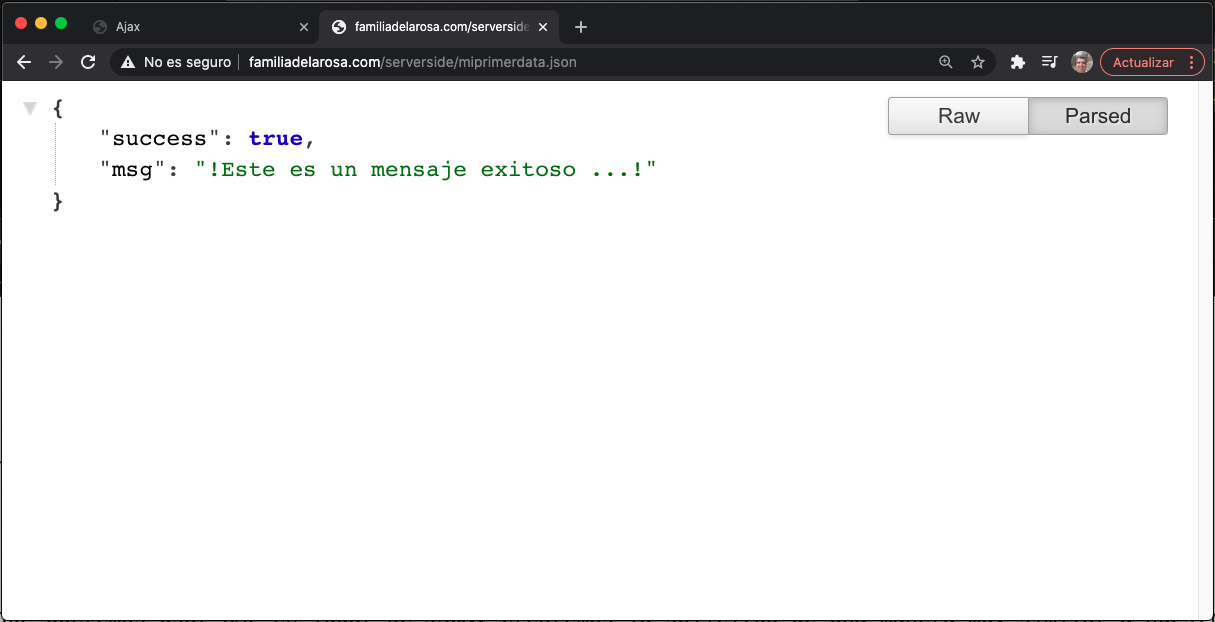 Ajax
familiadelarosa.com/serverside
No es seguro
familiadelarosa.com/serverside/miprimerdata.json
Actualizar
Raw
Parsed
{
"success": true,
"msg": "!Este es un mensaje exitoso ...!"
}